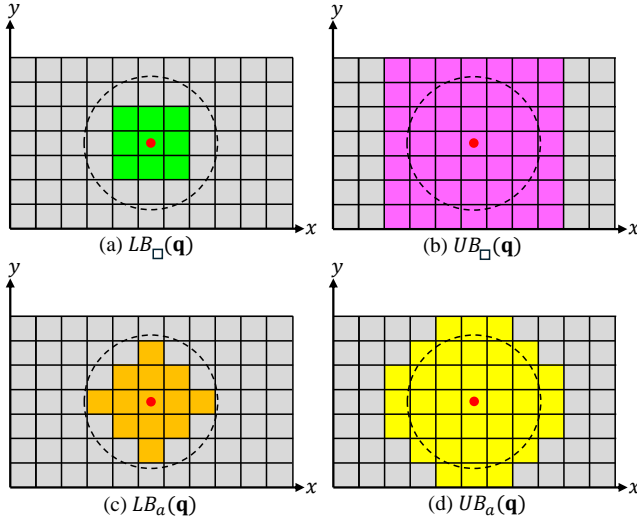 y
y
x
x
(a) LB□(q)
(b) UB□(q)
y
y
x
x
(c) LBa(q)
(d) UBa(q)